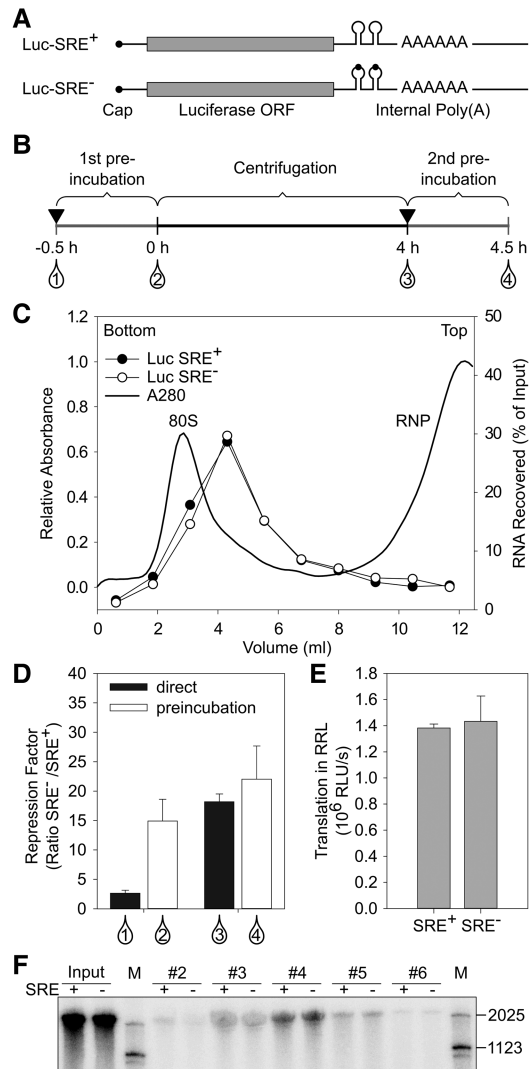 A
Luc-SRE+
AAAAAA
Luc-SRE-
AAAAAA
Cap
Luciferase ORF
Internal Poly(A)
B
1st pre-
incubation
Centrifugation
2nd pre-
incubation
-0.5 h
0 h
4 h
4.5 h
1
2
3
4
C
Bottom
Top
Luc SRE+
Luc SRE-
A280
80S
RNP
Relative Absorbance
1.2
1.0
0.8
0.6
0.4
0.2
0.0
RNA Recovered (% of Input)
50
40
30
20
10
0
0
2
4
6
8
10
12
Volume (ml)
D
direct
preincubation
Repression Factor
(Ratio SRE-/SRE+)
40
35
30
25
20
15
10
5
0
1
2
3
4
E
Translation in RRL
(10^6 RLU/s)
1.8
1.6
1.4
1.2
1.0
0.8
0.6
0.4
0.2
0.0
SRE+ SRE-
F
Input M #2 #3 #4 #5 #6 M
SRE + - + - + - + - + - + -
2025
1123